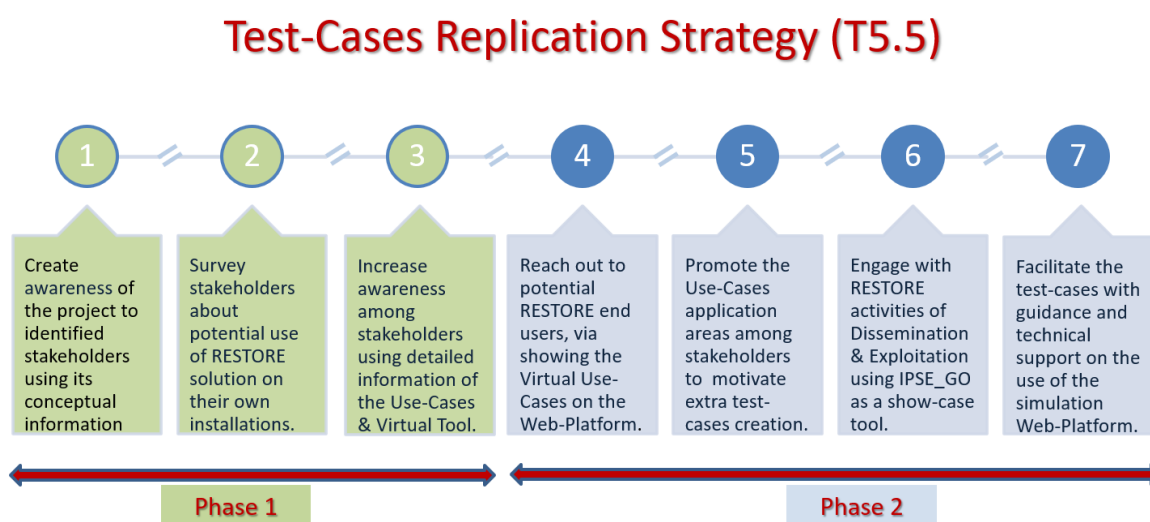 Test-Cases Replication Strategy (T5.5)
1
2
3
4
5
6
7
Create
awareness of
the project to
identified
stakeholders
using its
conceptual
information
Survey
stakeholders
about
potential use
of RESTORE
solution on
their own
installations.
Increase
awareness
among
stakeholders
using detailed
information of
the Use-Cases
& Virtual Tool.
Reach out to
potential
RESTORE end
users, via
showing the
Virtual Use-
Cases on the
Web-Platform.
Promote the
Use-Cases
application
areas among
stakeholders
to motivate
extra test-
cases creation.
Engage with
RESTORE
activities of
Dissemination
& Exploitation
using IPSE_GO
as a show-case
tool.
Facilitate the
test-cases with
guidance and
technical
support on the
use of the
simulation
Web-Platform.
Phase 1
Phase 2